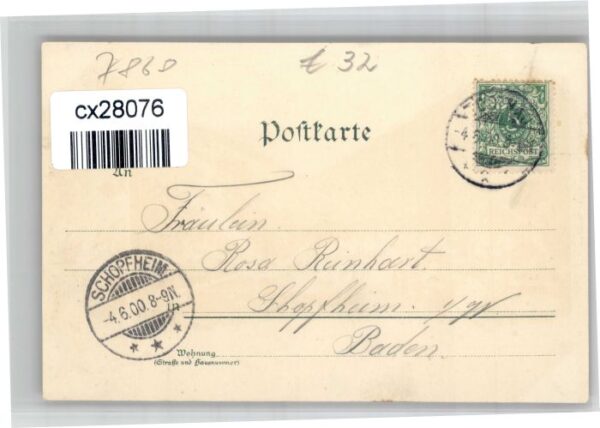 7860
€ 32
cx28076
Postkarte
REICHSPOST
An
Fräulein
Rosa Reinhart.
Schopfheim.
Baden.
SCHOPFHEIM
-4.6.00.8-9N.
in
Wohnung
(Straße und Hausnummer)